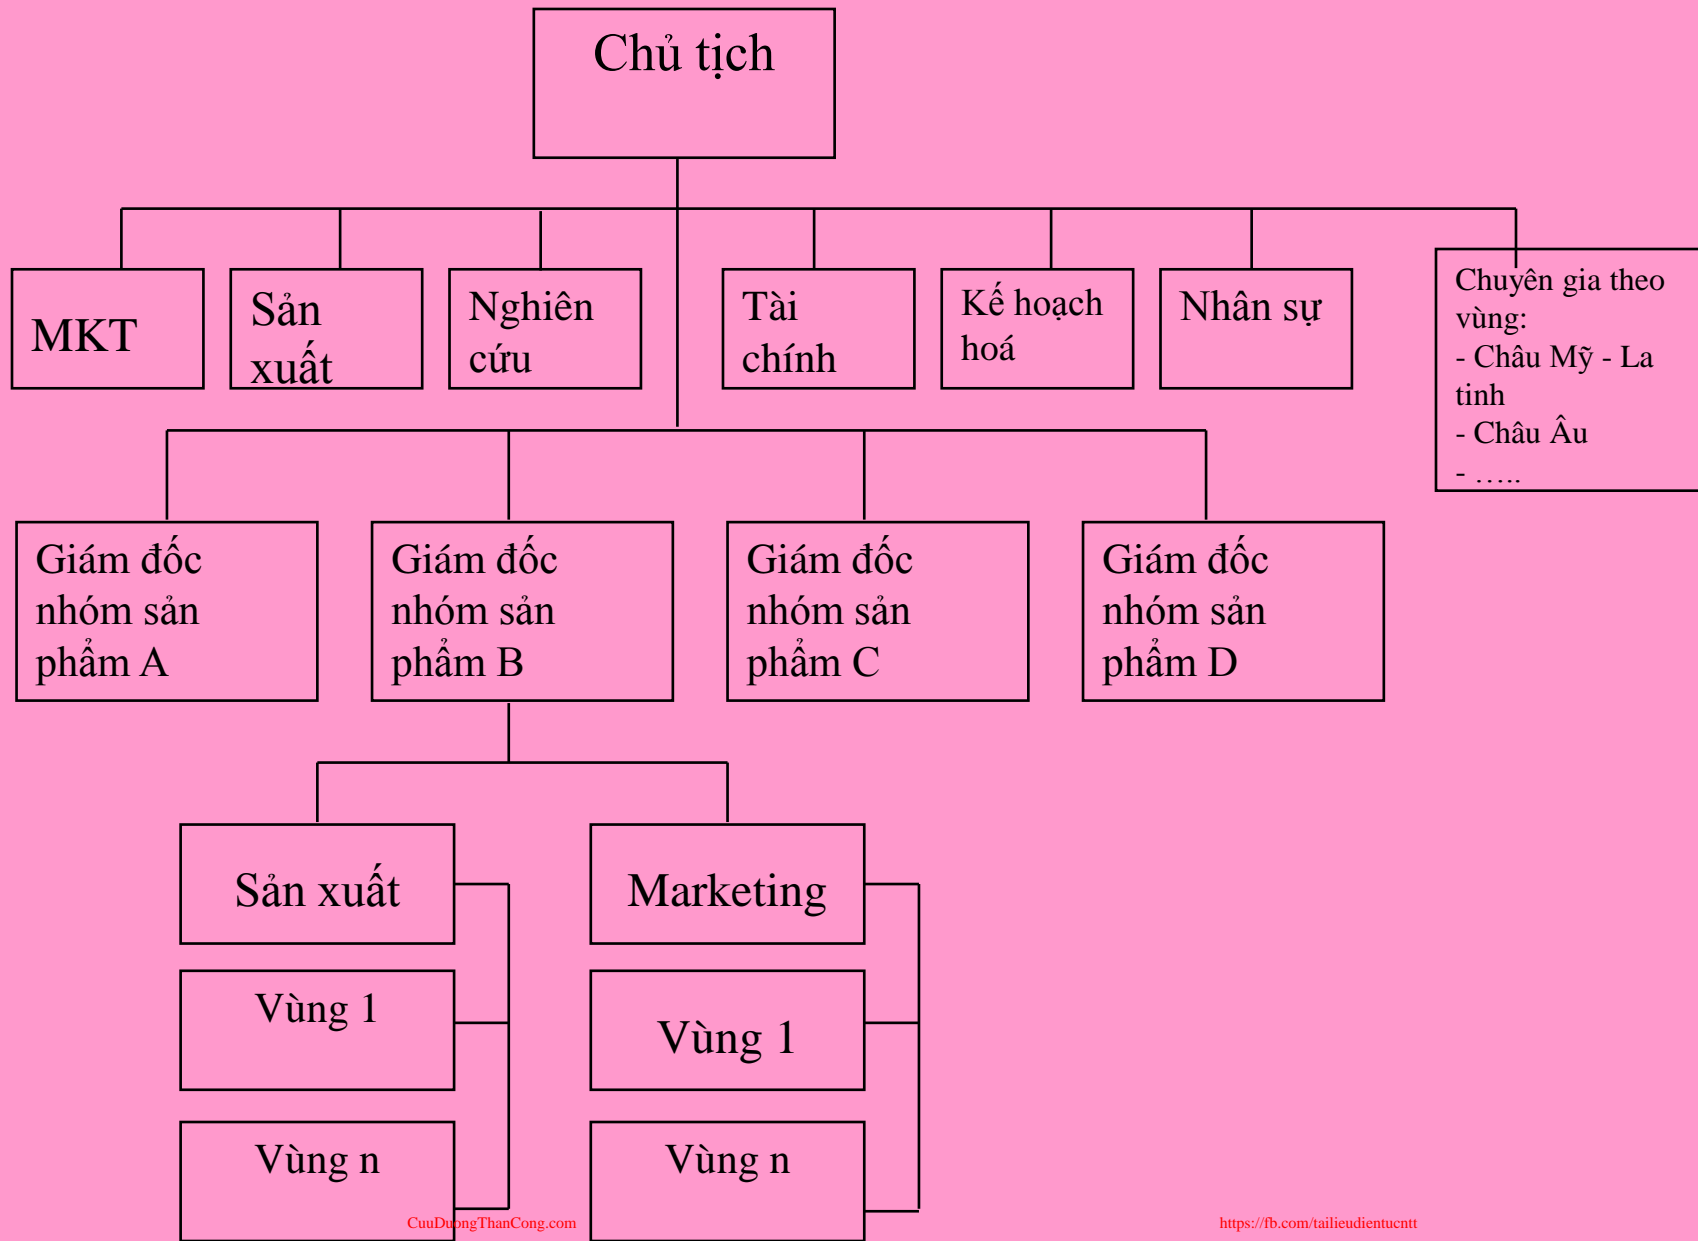 Chủ tịch
MKT
Sản
xuất
Nghiên
cứu
Tài
chính
Kế hoạch
hoá
Nhân sự
Chuyên gia theo
vùng:
- Châu Mỹ - La
tinh
- Châu Âu
- …..
Giám đốc
nhóm sản
phẩm A
Giám đốc
nhóm sản
phẩm B
Giám đốc
nhóm sản
phẩm C
Giám đốc
nhóm sản
phẩm D
Sản xuất
Marketing
Vùng 1
Vùng 1
Vùng n
Vùng n
CuuDuongThanCong.com
https://fb.com/tailieudientucntt